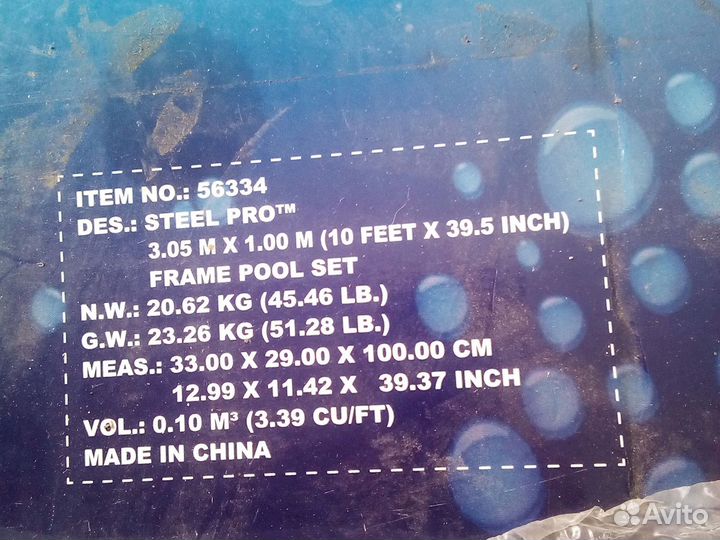 ITEM NO.: 56334
DES.: STEEL PRO™
3.05 M X 1.00 M (10 FEET X 39.5 INCH)
FRAME POOL SET
N.W.: 20.62 KG (45.46 LB.)
G.W.: 23.26 KG (51.28 LB.)
MEAS.: 33.00 X 29.00 X 100.00 CM
12.99 X 11.42 X 39.37 INCH
VOL.: 0.10 M³ (3.39 CU/FT)
MADE IN CHINA
Avito